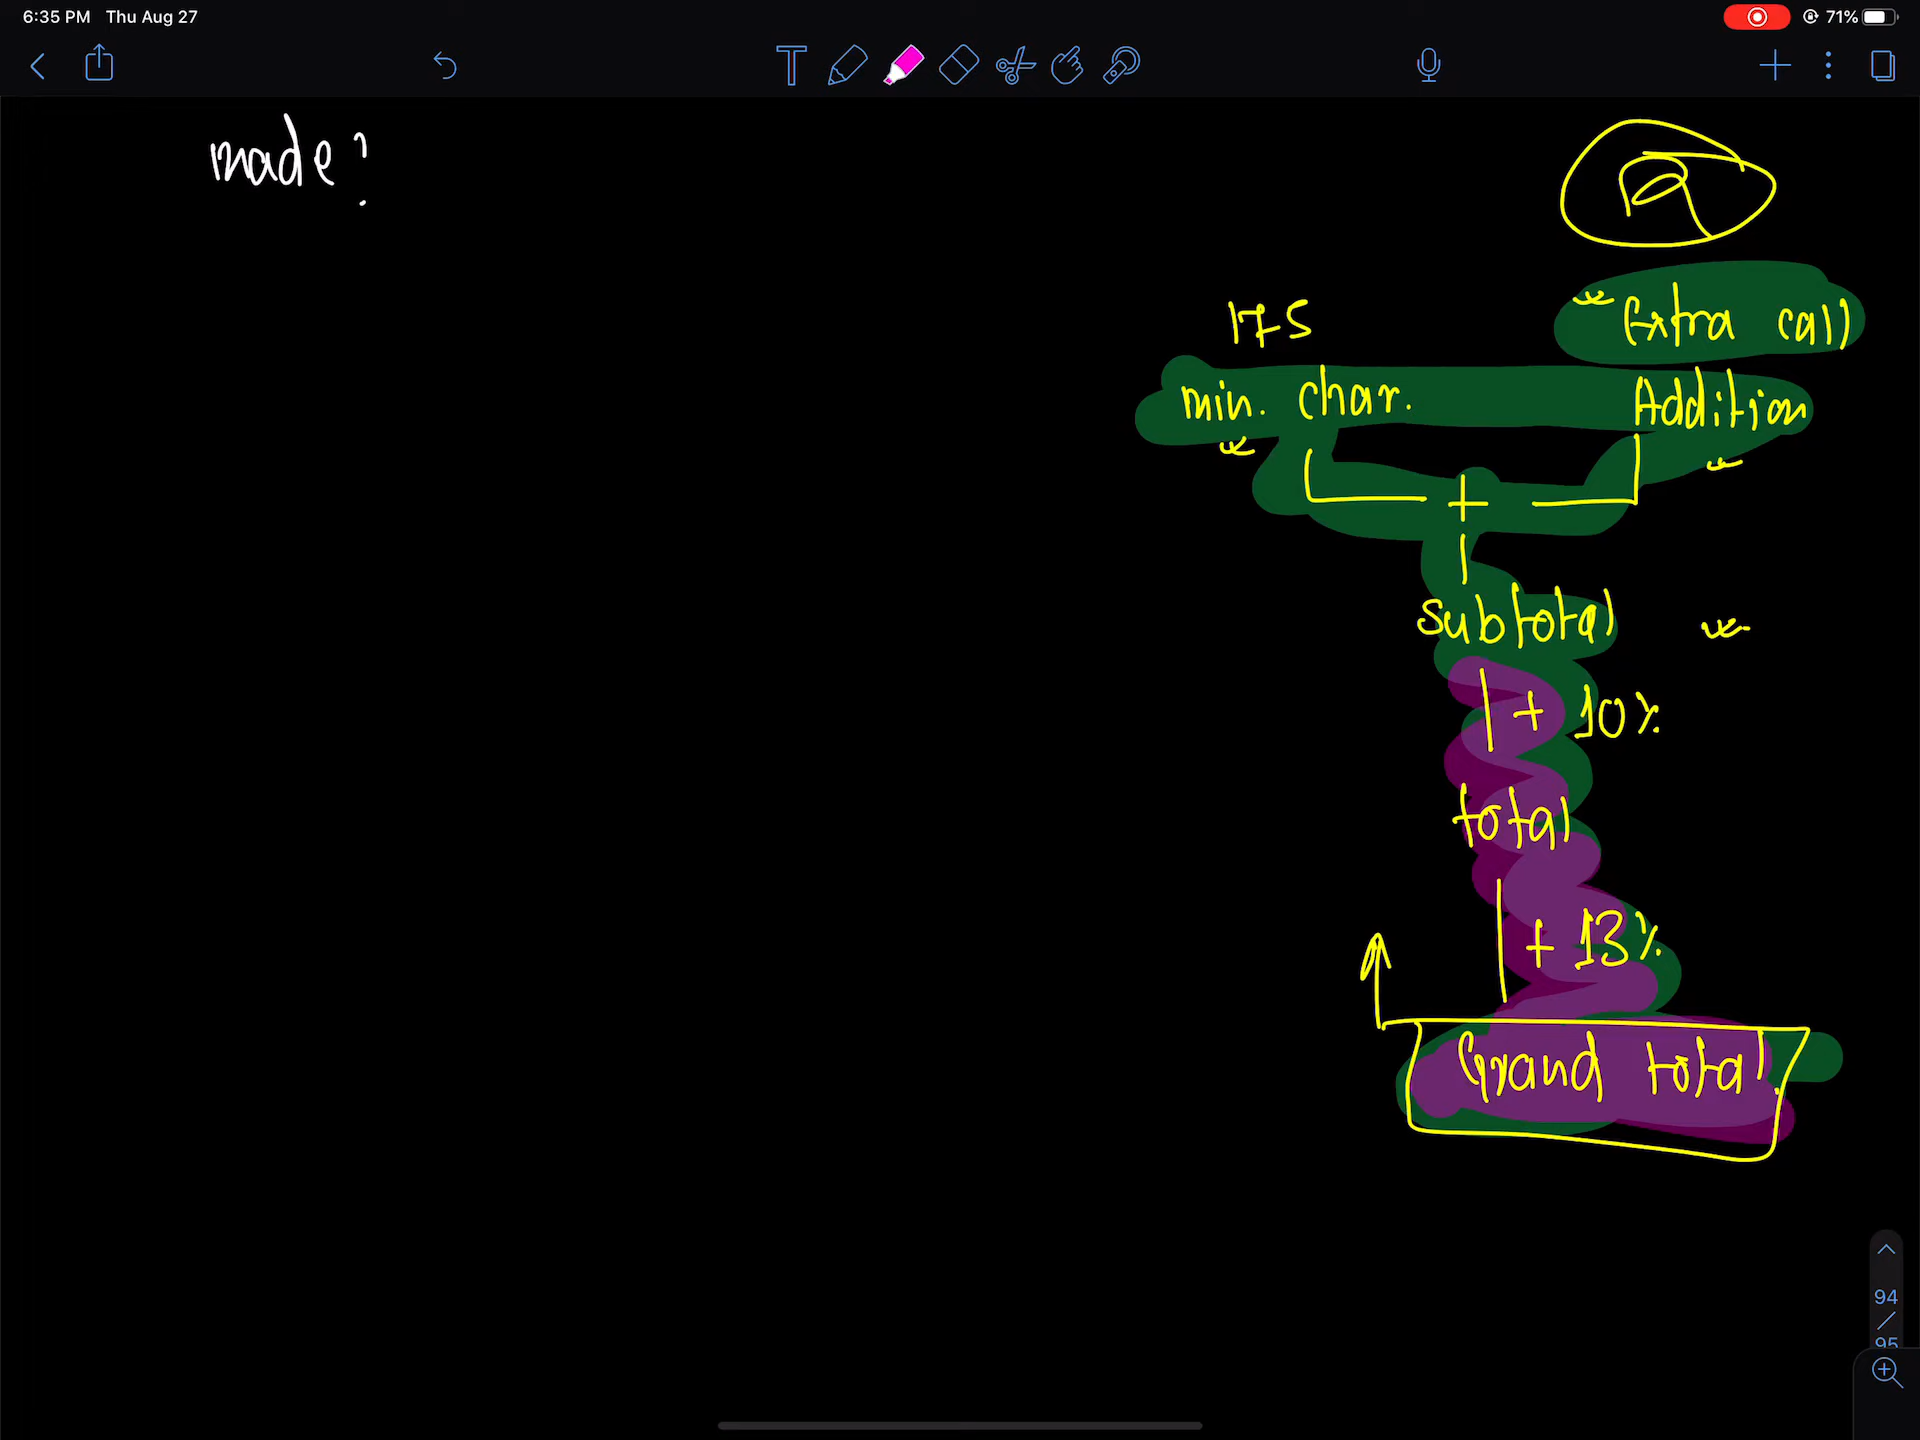 6:35 PM Thu Aug 27
71%
made?
Extra call
175
min. char.
Addition
+
subtotal
+ 10%
total
+ 13%
Grand total.
94
/
95